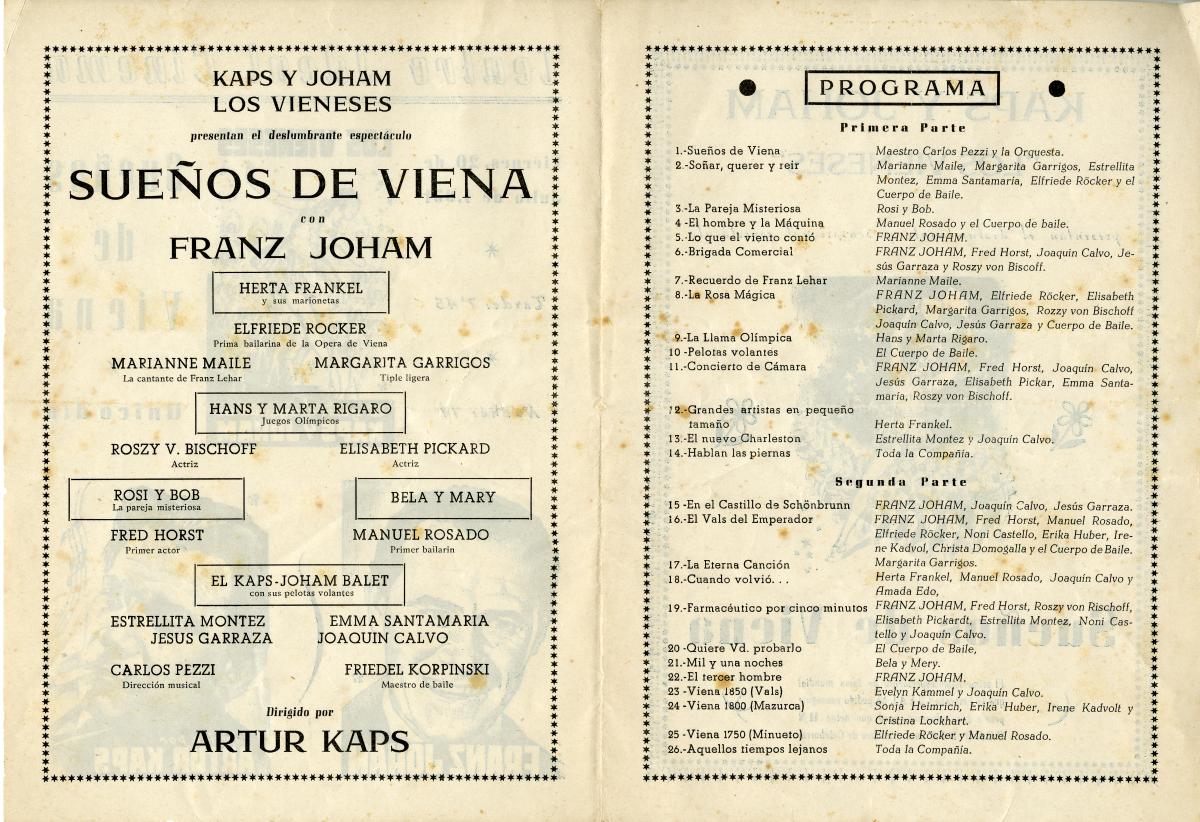 KAPS Y JOHAM
LOS VIENESES
presentan el deslumbrante espectáculo
SUEÑOS DE VIENA
con
FRANZ JOHAM
HERTA FRANKEL
y sus marionetas
ELFRIEDE ROCKER
Prima bailarina de la Opera de Viena
MARIANNE MAILE MARGARITA GARRIGOS
La cantante de Franz Lehar Tiple ligera
HANS Y MARTA RIGARO
Juegos Olímpicos
ROSZY V. BISCHOFF ELISABETH PICKARD
Actriz Actriz
ROSI Y BOB BELA Y MARY
La pareja misteriosa
FRED HORST MANUEL ROSADO
Primer actor Primer bailarin
EL KAPS-JOHAM BALET
con sus pelotas volantes
ESTRELLITA MONTEZ EMMA SANTAMARIA
JESUS GARRAZA JOAQUIN CALVO
CARLOS PEZZI FRIEDEL KORPINSKI
Dirección musical Maestro de baile
Dirigido por
ARTUR KAPS
PROGRAMA
Primera Parte
1.-Sueños de Viena Maestro Carlos Pezzi y la Orquesta.
2.-Soñar, querer y reir Marianne Maile, Margarita Garrigos, Estrellita
Montez, Emma Santamaría, Elfriede Röcker y el
Cuerpo de Baile.
3.-La Pareja Misteriosa Rosi y Bob.
4 -El hombre y la Máquina Manuel Rosado y el Cuerpo de baile.
5.-Lo que el viento contó FRANZ JOHAM.
6.-Brigada Comercial FRANZ JOHAM, Fred Horst, Joaquin Calvo, Je-
sús Garraza y Roszy von Biscoff.
7.-Recuerdo de Franz Lehar Marianne Maile.
8.-La Rosa Mágica FRANZ JOHAM, Elfriede Röcker, Elisabeth
Pickard, Margarita Garrigos, Rozzy von Bischoff
Joaquín Calvo, Jesús Garraza y Cuerpo de Baile.
9.-La Llama Olímpica Hans y Marta Rigaro.
10 -Pelotas volantes El Cuerpo de Baile.
11.-Concierto de Cámara FRANZ JOHAM, Fred Horst, Joaquín Calvo,
Jesús Garraza, Elisabeth Pickar, Emma Santa-
maría, Roszy von Bischoff.
12.-Grandes artistas en pequeño
tamaño Herta Frankel.
13.-El nuevo Charleston Estrellita Montez y Joaquín Calvo.
14.-Hablan las piernas Toda la Compañía.
Segunda Parte
15 -En el Castillo de Schönbrunn FRANZ JOHAM, Joaquín Calvo, Jesús Garraza.
16.-El Vals del Emperador FRANZ JOHAM, Fred Horst, Manuel Rosado,
Elfriede Röcker, Noni Castello, Erika Huber, Ire-
ne Kadvol, Christa Domogalla y el Cuerpo de Baile.
17.-La Eterna Canción Margarita Garrigos.
18.-Cuando volvió. . . Herta Frankel, Manuel Rosado, Joaquín Calvo y
Amada Edo,
19.-Farmacéutico por cinco minutos FRANZ JOHAM, Fred Horst, Roszy von Rischoff,
Elisabeth Pickardt, Estrellita Montez, Noni Cas-
tello y Joaquín Calvo.
20 -Quiere Vd. probarlo El Cuerpo de Baile,
21.-Mil y una noches Bela y Mery.
22.-El tercer hombre FRANZ JOHAM.
23 -Viena 1850 (Vals) Evelyn Kammel y Joaquín Calvo.
24 -Viena 1800 (Mazurca) Sonja Heimrich, Erika Huber, Irene Kadvolt y
Cristina Lockhart.
25 -Viena 1750 (Minueto) Elfriede Röcker y Manuel Rosado.
26.-Aquellos tiempos lejanos Toda la Compañía.